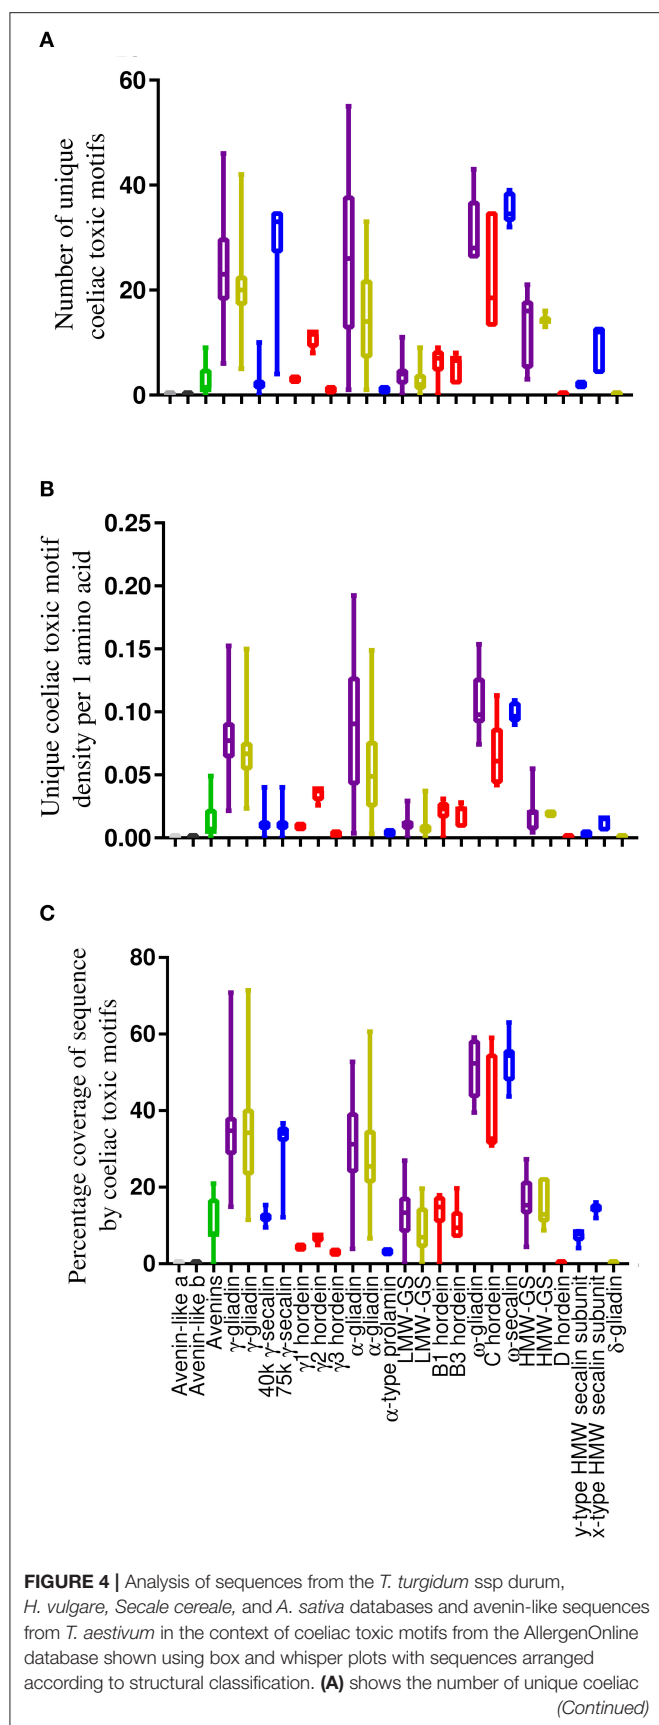 A
60
40
20
0
Number of unique
coeliac toxic motifs
B
0.25
0.20
0.15
0.10
0.05
0.00
Unique coeliac toxic motif
density per 1 amino acid
C
80
60
40
20
0
Percentage coverage of sequence
by coeliac toxic motifs
Avenin-like a
Avenin-like b
Avenins
γ-gliadin
γ-gliadin
40k γ-secalin
75k γ-secalin
γ1 hordein
γ2 hordein
γ3 hordein
α-gliadin
α-gliadin
α-type prolamin
LMW-GS
LMW-GS
B1 hordein
B3 hordein
ω-gliadin
C hordein
ω-secalin
HMW-GS
HMW-GS
D hordein
y-type HMW secalin subunit
x-type HMW secalin subunit
δ-gliadin
FIGURE 4 | Analysis of sequences from the T. turgidum ssp durum,
H. vulgare, Secale cereale, and A. sativa databases and avenin-like sequences
from T. aestivum in the context of coeliac toxic motifs from the AllergenOnline
database shown using box and whisper plots with sequences arranged
according to structural classification. (A) shows the number of unique coeliac
(Continued)